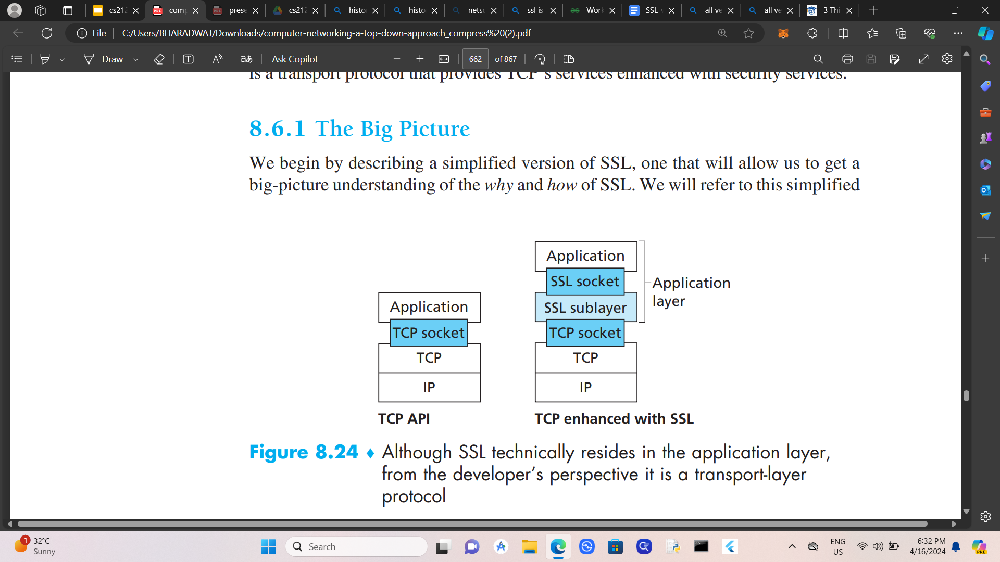 cs212
comp
prese
cs212
histo
histo
netsc
ssl is
Work
SSL_v
all ve
all ve
3 Thi
File
C:/Users/BHARADWAJ/Downloads/computer-networking-a-top-down-approach_compress%20(2).pdf
Draw
Ask Copilot
662 of 867
is a transport protocol that provides TCP's services enhanced with security services.
8.6.1 The Big Picture
We begin by describing a simplified version of SSL, one that will allow us to get a
big-picture understanding of the why and how of SSL. We will refer to this simplified
Application
TCP socket
TCP
IP
TCP API
Application
SSL socket
SSL sublayer
TCP socket
TCP
IP
Application
layer
TCP enhanced with SSL
Figure 8.24 ♦ Although SSL technically resides in the application layer,
from the developer's perspective it is a transport-layer
protocol
1
32°C
Sunny
Search
ENG
US
6:32 PM
4/16/2024
PRE